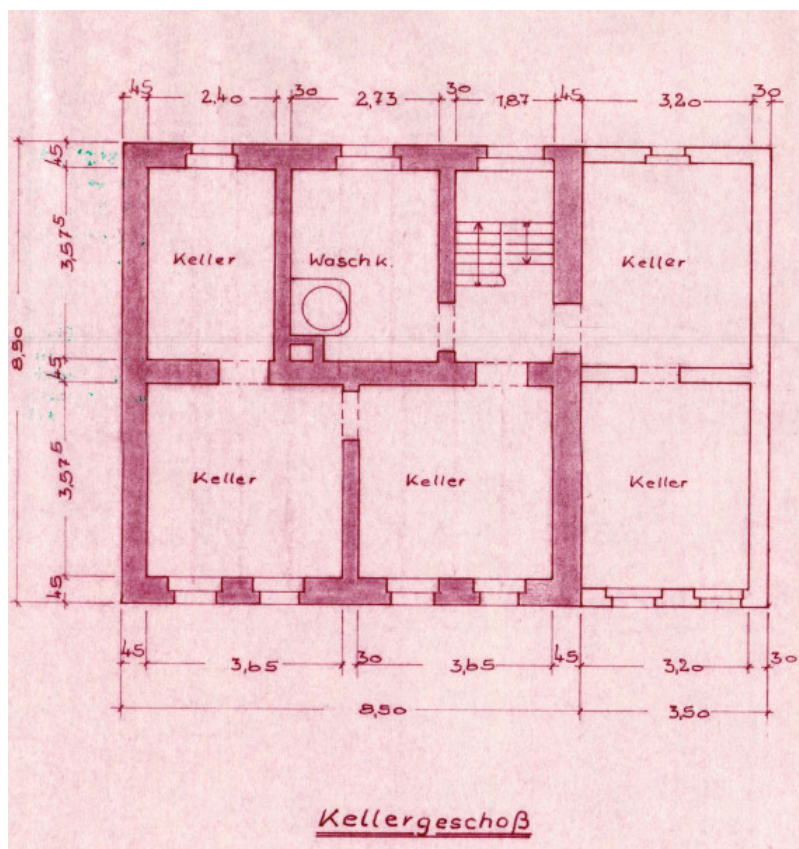 45 2,40 30 2,73 30 1,87 45 3,20 30
45
3,57⁵
Keller Waschk. Keller
8,50
45
3,57⁵
Keller Keller Keller
45
45 3,65 30 3,65 45 3,20 30
8,50 3,50
Kellergeschoß